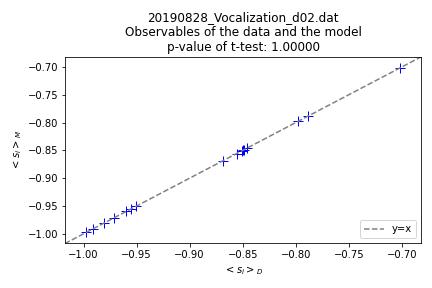 20190828_Vocalization_d02.dat
Observables of the data and the model
p-value of t-test: 1.00000
−0.70
−0.75
−0.80
−0.85
−0.90
−0.95
−1.00
< s_i >_M
y=x
−1.00 −0.95 −0.90 −0.85 −0.80 −0.75 −0.70
< s_i >_D